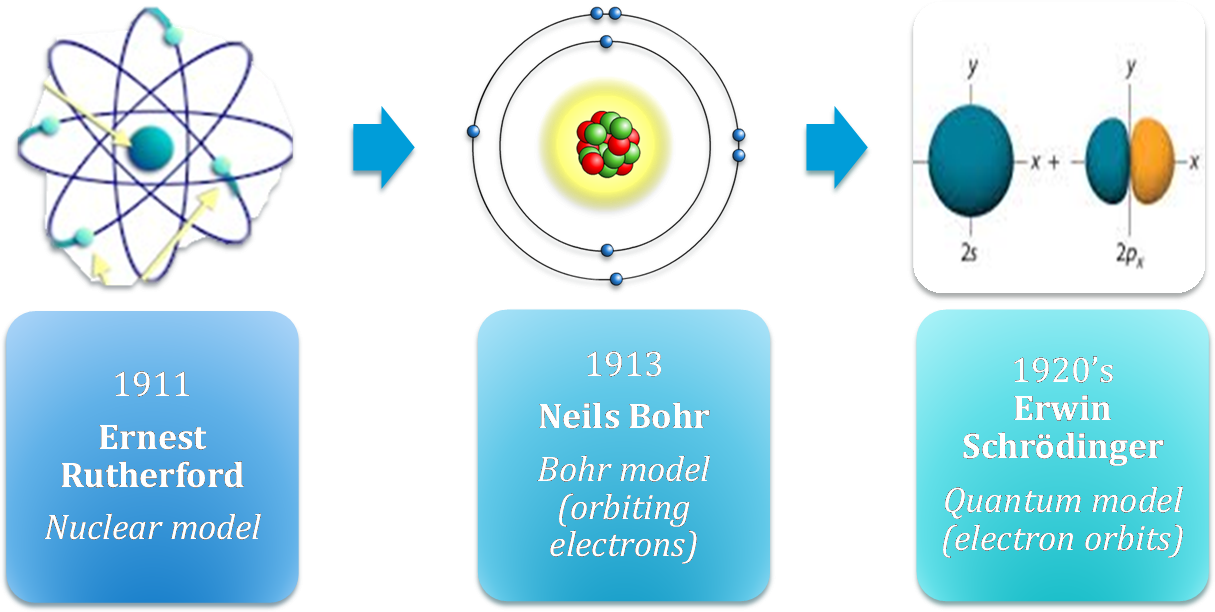 y
x +
2s
y
x
2pₓ
1911
Ernest
Rutherford
Nuclear model
1913
Neils Bohr
Bohr model
(orbiting
electrons)
1920’s
Erwin
Schrödinger
Quantum model
(electron orbits)